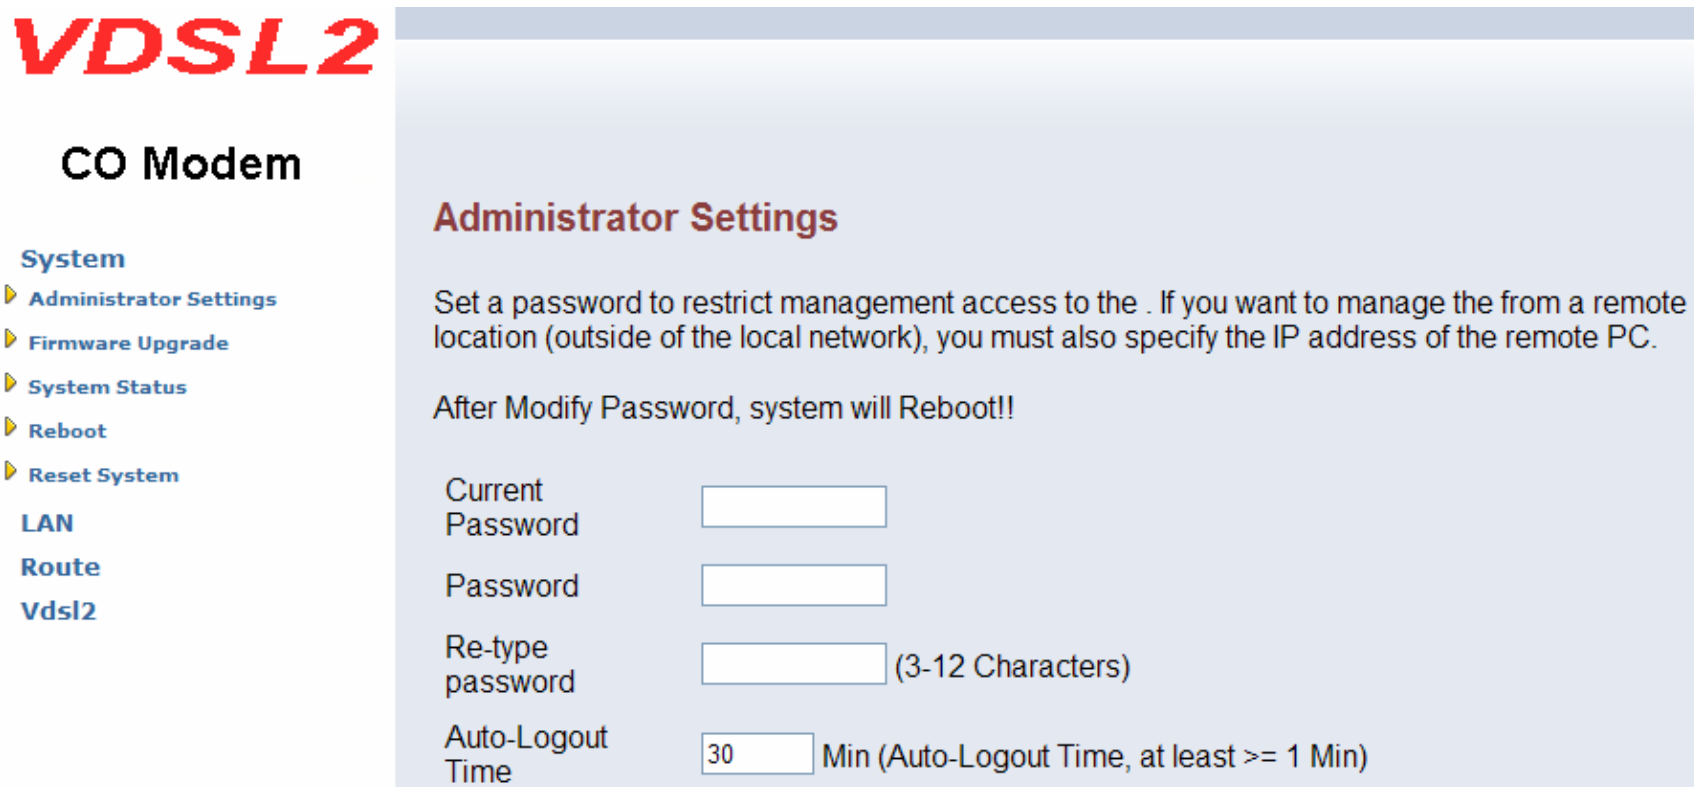 VDSL2
CO Modem
System
Administrator Settings
Firmware Upgrade
System Status
Reboot
Reset System
LAN
Route
Vdsl2
Administrator Settings
Set a password to restrict management access to the . If you want to manage the from a remote
location (outside of the local network), you must also specify the IP address of the remote PC.
After Modify Password, system will Reboot!!
Current
Password
Password
Re-type
password
(3-12 Characters)
Auto-Logout
Time
30 Min (Auto-Logout Time, at least >= 1 Min)